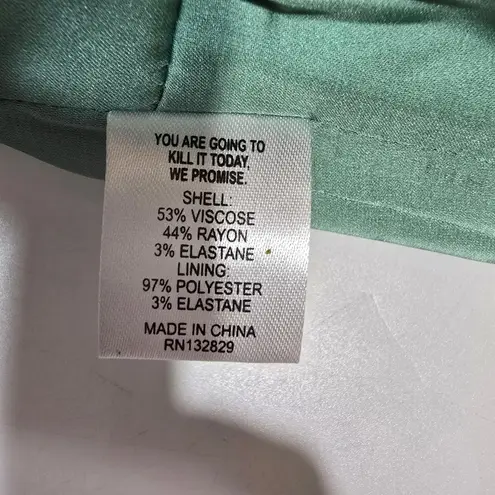 YOU ARE GOING TO
KILL IT TODAY.
WE PROMISE.
SHELL:
53% VISCOSE
44% RAYON
3% ELASTANE
LINING:
97% POLYESTER
3% ELASTANE
MADE IN CHINA
RN132829